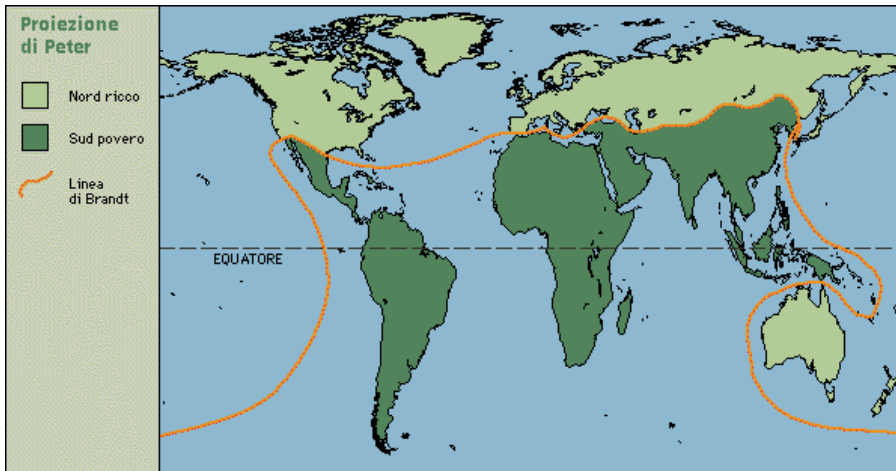 Proiezione
di Peter
Nord ricco
Sud povero
Linea
di Brandt
EQUATORE